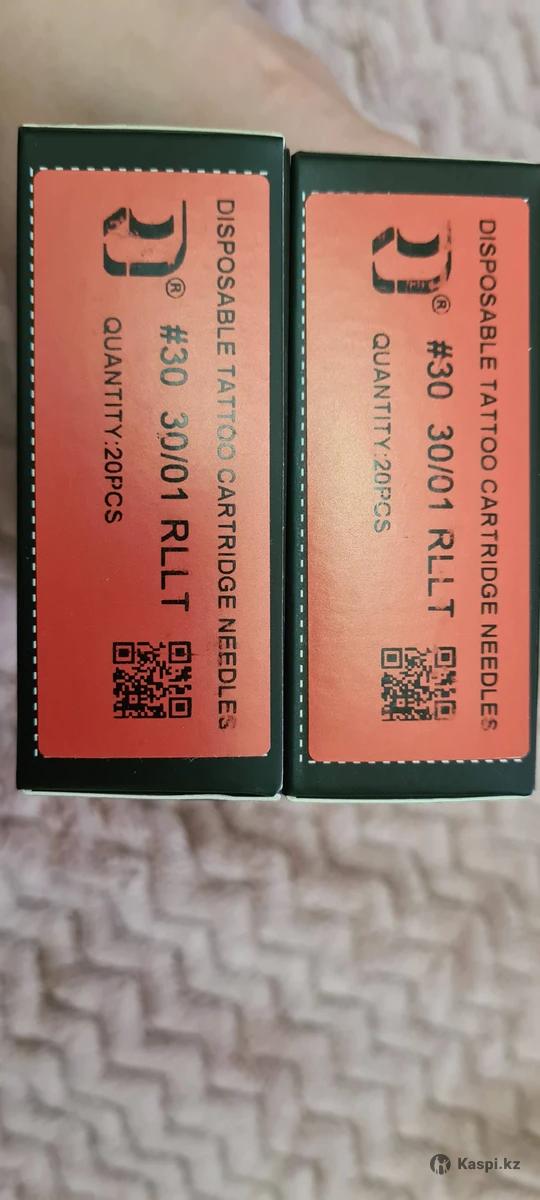 DISPOSABLE TATTOO CARTRIDGE NEEDLES
®
#30 30/01 RLLT
QUANTITY:20PCS
DISPOSABLE TATTOO CARTRIDGE NEEDLES
®
#30 30/01 RLLT
QUANTITY:20PCS
Kaspi.kz